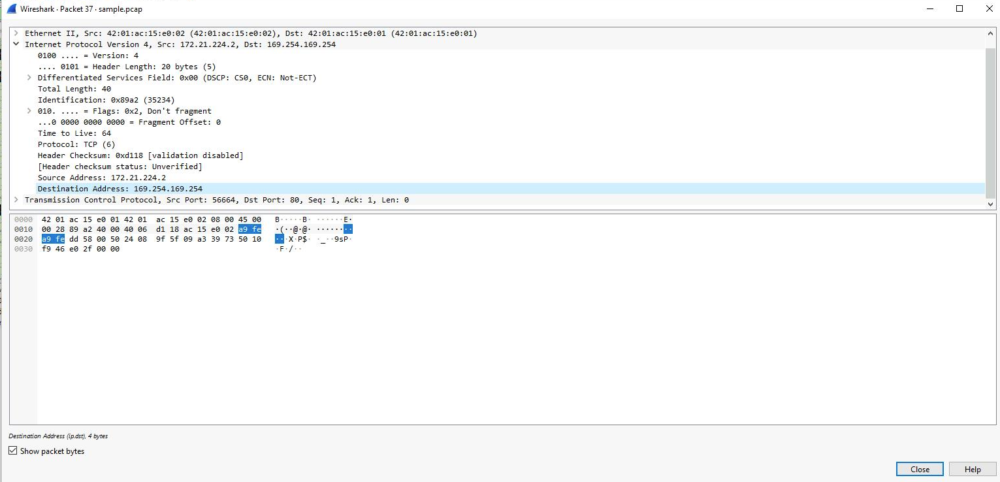 Wireshark · Packet 37 · sample.pcap
Ethernet II, Src: 42:01:ac:15:e0:02 (42:01:ac:15:e0:02), Dst: 42:01:ac:15:e0:01 (42:01:ac:15:e0:01)
Internet Protocol Version 4, Src: 172.21.224.2, Dst: 169.254.169.254
0100 .... = Version: 4
.... 0101 = Header Length: 20 bytes (5)
Differentiated Services Field: 0x00 (DSCP: CS0, ECN: Not-ECT)
Total Length: 40
Identification: 0x89a2 (35234)
010. .... = Flags: 0x2, Don't fragment
...0 0000 0000 0000 = Fragment Offset: 0
Time to Live: 64
Protocol: TCP (6)
Header Checksum: 0xd118 [validation disabled]
[Header checksum status: Unverified]
Source Address: 172.21.224.2
Destination Address: 169.254.169.254
Transmission Control Protocol, Src Port: 56664, Dst Port: 80, Seq: 1, Ack: 1, Len: 0
0000 42 01 ac 15 e0 01 42 01 ac 15 e0 02 08 00 45 00 B·····B· ······E·
0010 00 28 89 a2 40 00 40 06 d1 18 ac 15 e0 02 a9 fe ·(··@·@· ········
0020 a9 fe dd 58 00 50 24 08 9f 5f 09 a3 39 73 50 10 ···X·P$· ·_··9sP·
0030 f9 46 e0 2f 00 00 ·F·/··
Destination Address (ip.dst), 4 bytes
Show packet bytes
Close Help